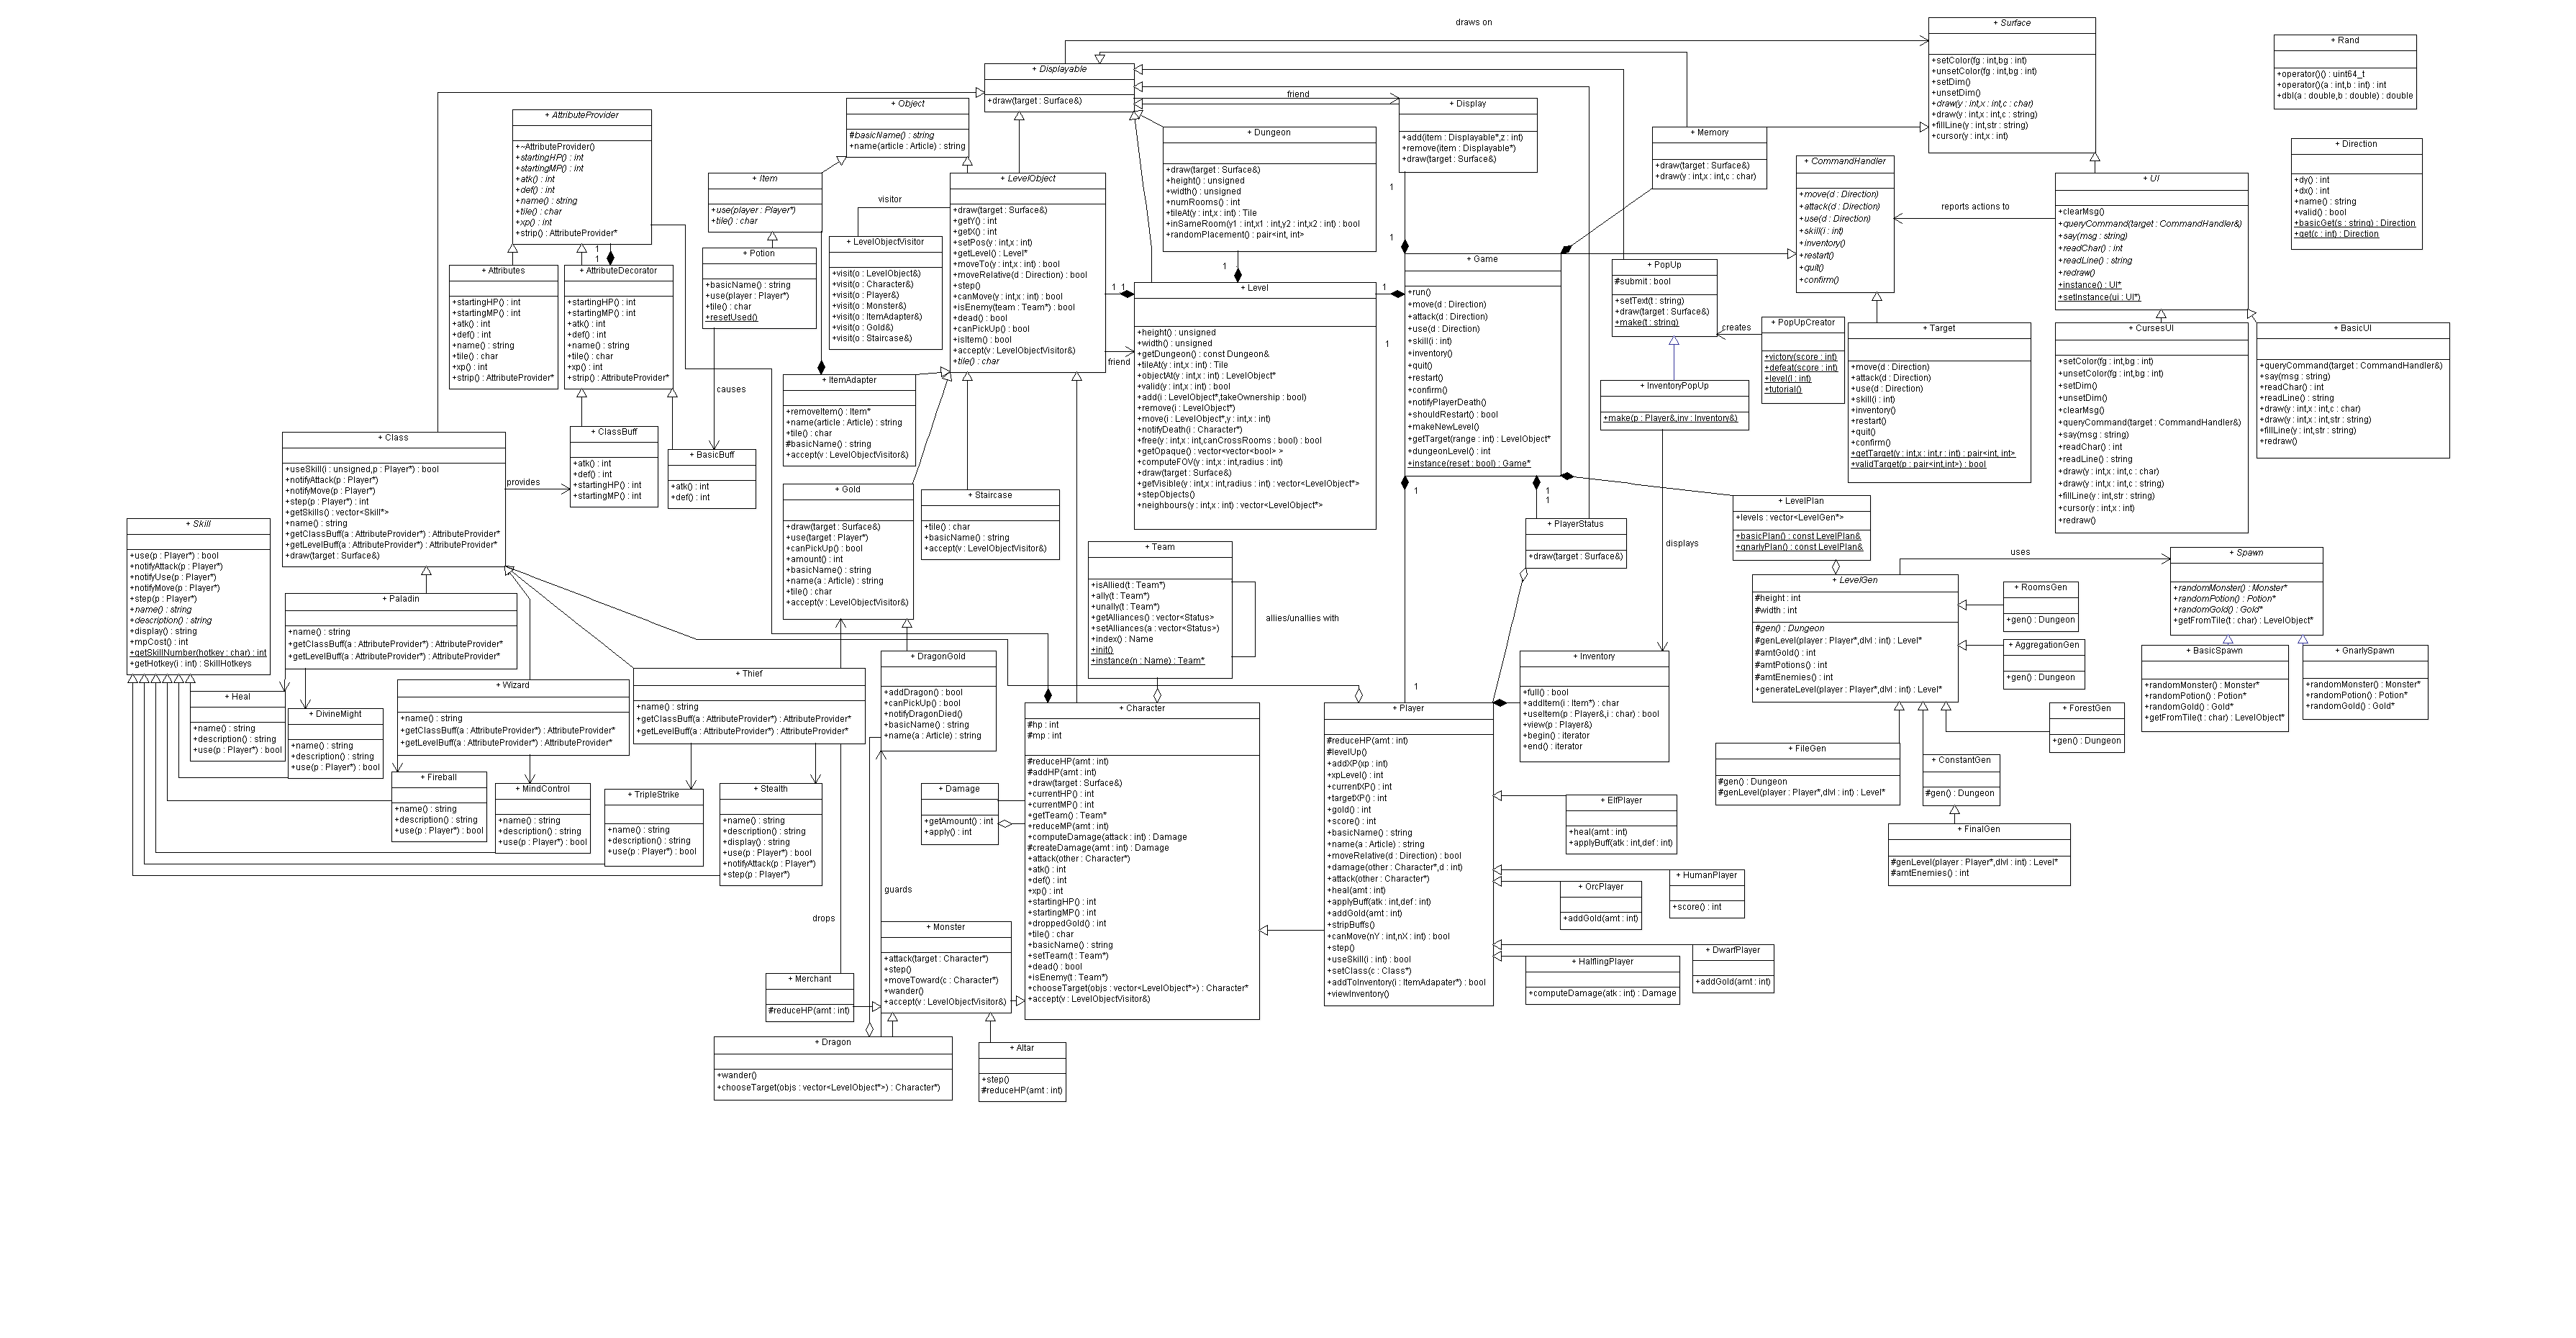 draws on
+ Surface
+setColor(fg : int,bg : int)
+unsetColor(fg : int,bg : int)
+setDim()
+unsetDim()
+draw(y : int,x : int,c : char)
+draw(y : int,x : int,c : string)
+fillLine(y : int,str : string)
+cursor(y : int,x : int)
+ Rand
+operator()() : uint64_t
+operator()(a : int,b : int) : int
+dbl(a : double,b : double) : double
+ Displayable
+draw(target : Surface&)
friend
+ Display
+add(item : Displayable*,z : int)
+remove(item : Displayable*)
+draw(target : Surface&)
1
1
+ Object
#basicName() : string
+name(article : Article) : string
+ AttributeProvider
+~AttributeProvider()
+startingHP() : int
+startingMP() : int
+atk() : int
+def() : int
+name() : string
+tile() : char
+xp() : int
+strip() : AttributeProvider*
1
1
+ Dungeon
+draw(target : Surface&)
+height() : unsigned
+width() : unsigned
+numRooms() : int
+tileAt(y : int,x : int) : Tile
+inSameRoom(y1 : int,x1 : int,y2 : int,x2 : int) : bool
+randomPlacement() : pair<int, int>
1
+ Memory
+draw(target : Surface&)
+draw(y : int,x : int,c : char)
+ CommandHandler
+move(d : Direction)
+attack(d : Direction)
+use(d : Direction)
+skill(i : int)
+inventory()
+restart()
+quit()
+confirm()
reports actions to
+ UI
+clearMsg()
+queryCommand(target : CommandHandler&)
+say(msg : string)
+readChar() : int
+readLine() : string
+redraw()
+instance() : UI*
+setInstance(ui : UI*)
+ Direction
+dy() : int
+dx() : int
+name() : string
+valid() : bool
+basicGet(s : string) : Direction
+get(c : int) : Direction
+ Item
+use(player : Player*)
+tile() : char
visitor
+ LevelObject
+draw(target : Surface&)
+getY() : int
+getX() : int
+setPos(y : int,x : int)
+getLevel() : Level*
+moveTo(y : int,x : int) : bool
+moveRelative(d : Direction) : bool
+step()
+canMove(y : int,x : int) : bool
+isEnemy(team : Team*) : bool
+dead() : bool
+canPickUp() : bool
+isItem() : bool
+accept(v : LevelObjectVisitor&)
+tile() : char
1
1
friend
+ LevelObjectVisitor
+visit(o : LevelObject&)
+visit(o : Character&)
+visit(o : Player&)
+visit(o : Monster&)
+visit(o : ItemAdapter&)
+visit(o : Gold&)
+visit(o : Staircase&)
+ Potion
+basicName() : string
+use(player : Player*)
+tile() : char
+resetUsed()
causes
+ Attributes
+startingHP() : int
+startingMP() : int
+atk() : int
+def() : int
+name() : string
+tile() : char
+xp() : int
+strip() : AttributeProvider*
+ AttributeDecorator
+startingHP() : int
+startingMP() : int
+atk() : int
+def() : int
+name() : string
+tile() : char
+xp() : int
+strip() : AttributeProvider*
+ Level
+height() : unsigned
+width() : unsigned
+getDungeon() : const Dungeon&
+tileAt(y : int,x : int) : Tile
+objectAt(y : int,x : int) : LevelObject*
+valid(y : int,x : int) : bool
+add(i : LevelObject*,takeOwnership : bool)
+remove(i : LevelObject*)
+move(i : LevelObject*,y : int,x : int)
+notifyDeath(i : Character*)
+free(y : int,x : int,canCrossRooms : bool) : bool
+getOpaque() : vector<vector<bool> >
+computeFOV(y : int,x : int,radius : int)
+draw(target : Surface&)
+getVisible(y : int,x : int,radius : int) : vector<LevelObject*>
+stepObjects()
+neighbours(y : int,x : int) : vector<LevelObject*>
1
1
+ Game
+run()
+move(d : Direction)
+attack(d : Direction)
+use(d : Direction)
+skill(i : int)
+inventory()
+quit()
+restart()
+confirm()
+notifyPlayerDeath()
+shouldRestart() : bool
+makeNewLevel()
+getTarget(range : int) : LevelObject*
+dungeonLevel() : int
+instance(reset : bool) : Game*
1
1
1
+ PopUp
#submit : bool
+setText(t : string)
+draw(target : Surface&)
+make(t : string)
creates
+ PopUpCreator
+victory(score : int)
+defeat(score : int)
+level(l : int)
+tutorial()
+ InventoryPopUp
+make(p : Player&,inv : Inventory&)
displays
+ Target
+move(d : Direction)
+attack(d : Direction)
+use(d : Direction)
+skill(i : int)
+inventory()
+restart()
+quit()
+confirm()
+getTarget(y : int,x : int,r : int) : pair<int, int>
+validTarget(p : pair<int,int>) : bool
+ CursesUI
+setColor(fg : int,bg : int)
+unsetColor(fg : int,bg : int)
+setDim()
+unsetDim()
+clearMsg()
+queryCommand(target : CommandHandler&)
+say(msg : string)
+readChar() : int
+readLine() : string
+draw(y : int,x : int,c : char)
+draw(y : int,x : int,c : string)
+fillLine(y : int,str : string)
+cursor(y : int,x : int)
+redraw()
+ BasicUI
+queryCommand(target : CommandHandler&)
+say(msg : string)
+readChar() : int
+readLine() : string
+draw(y : int,x : int,c : char)
+draw(y : int,x : int,str : string)
+fillLine(y : int,str : string)
+redraw()
+ ItemAdapter
+removeItem() : Item*
+name(article : Article) : string
+tile() : char
#basicName() : string
+accept(v : LevelObjectVisitor&)
+ Class
+useSkill(i : unsigned,p : Player*) : bool
+notifyAttack(p : Player*)
+notifyMove(p : Player*)
+step(p : Player*) : int
+getSkills() : vector<Skill*>
+name() : string
+getClassBuff(a : AttributeProvider*) : AttributeProvider*
+getLevelBuff(a : AttributeProvider*) : AttributeProvider*
+draw(target : Surface&)
provides
+ ClassBuff
+atk() : int
+def() : int
+startingHP() : int
+startingMP() : int
+ BasicBuff
+atk() : int
+def() : int
+ Gold
+draw(target : Surface&)
+use(target : Player*)
+canPickUp() : bool
+amount() : int
+basicName() : string
+name(a : Article) : string
+tile() : char
+accept(v : LevelObjectVisitor&)
+ Staircase
+tile() : char
+basicName() : string
+accept(v : LevelObjectVisitor&)
+ PlayerStatus
+draw(target : Surface&)
+ LevelPlan
+levels : vector<LevelGen*>
+basicPlan() : const LevelPlan&
+gnarlyPlan() : const LevelPlan&
+ Skill
+use(p : Player*) : bool
+notifyAttack(p : Player*)
+notifyUse(p : Player*)
+notifyMove(p : Player*)
+step(p : Player*)
+name() : string
+description() : string
+display() : string
+mpCost() : int
+getSkillNumber(hotkey : char) : int
+getHotkey(i : int) : SkillHotkeys
+ Team
+isAllied(t : Team*)
+ally(t : Team*)
+unally(t : Team*)
+getAlliances() : vector<Status>
+setAlliances(a : vector<Status>)
+index() : Name
+init()
+instance(n : Name) : Team*
allies/unallies with
+ LevelGen
#height : int
#width : int
#gen() : Dungeon
#genLevel(player : Player*,dlvl : int) : Level*
#amtGold() : int
#amtPotions() : int
#amtEnemies() : int
+generateLevel(player : Player*,dlvl : int) : Level*
uses
+ Spawn
+randomMonster() : Monster*
+randomPotion() : Potion*
+randomGold() : Gold*
+getFromTile(t : char) : LevelObject*
+ RoomsGen
+gen() : Dungeon
+ AggregationGen
+gen() : Dungeon
+ BasicSpawn
+randomMonster() : Monster*
+randomPotion() : Potion*
+randomGold() : Gold*
+getFromTile(t : char) : LevelObject*
+ GnarlySpawn
+randomMonster() : Monster*
+randomPotion() : Potion*
+randomGold() : Gold*
+ Paladin
+name() : string
+getClassBuff(a : AttributeProvider*) : AttributeProvider*
+getLevelBuff(a : AttributeProvider*) : AttributeProvider*
+ Heal
+name() : string
+description() : string
+use(p : Player*) : bool
+ DivineMight
+name() : string
+description() : string
+use(p : Player*) : bool
+ Wizard
+name() : string
+getClassBuff(a : AttributeProvider*) : AttributeProvider*
+getLevelBuff(a : AttributeProvider*) : AttributeProvider*
+ Thief
+name() : string
+getClassBuff(a : AttributeProvider*) : AttributeProvider*
+getLevelBuff(a : AttributeProvider*) : AttributeProvider*
+ DragonGold
+addDragon() : bool
+canPickUp() : bool
+notifyDragonDied()
+basicName() : string
+name(a : Article) : string
+ Inventory
+full() : bool
+addItem(i : Item*) : char
+useItem(p : Player&,i : char) : bool
+view(p : Player&)
+begin() : iterator
+end() : iterator
1
+ Character
#hp : int
#mp : int
#reduceHP(amt : int)
#addHP(amt : int)
+draw(target : Surface&)
+currentHP() : int
+currentMP() : int
+getTeam() : Team*
+reduceMP(amt : int)
+computeDamage(attack : int) : Damage
#createDamage(amt : int) : Damage
+attack(other : Character*)
+atk() : int
+def() : int
+xp() : int
+startingHP() : int
+startingMP() : int
+droppedGold() : int
+tile() : char
+basicName() : string
+setTeam(t : Team*)
+dead() : bool
+isEnemy(t : Team*)
+chooseTarget(objs : vector<LevelObject*>) : Character*
+accept(v : LevelObjectVisitor&)
+ Player
#reduceHP(amt : int)
#levelUp()
+addXP(xp : int)
+xpLevel() : int
+currentXP() : int
+targetXP() : int
+gold() : int
+score() : int
+basicName() : string
+name(a : Article) : string
+moveRelative(d : Direction) : bool
+damage(other : Character*,d : int)
+attack(other : Character*)
+heal(amt : int)
+applyBuff(atk : int,def : int)
+addGold(amt : int)
+stripBuffs()
+canMove(nY : int,nX : int) : bool
+step()
+useSkill(i : int) : bool
+setClass(c : Class*)
+addToInventory(i : ItemAdapater*) : bool
+viewInventory()
+ ForestGen
+gen() : Dungeon
+ FileGen
#gen() : Dungeon
#genLevel(player : Player*,dlvl : int) : Level*
+ ConstantGen
#gen() : Dungeon
+ FinalGen
#genLevel(player : Player*,dlvl : int) : Level*
#amtEnemies() : int
+ Fireball
+name() : string
+description() : string
+use(p : Player*) : bool
+ MindControl
+name() : string
+description() : string
+use(p : Player*) : bool
+ TripleStrike
+name() : string
+description() : string
+use(p : Player*) : bool
+ Stealth
+name() : string
+description() : string
+display() : string
+use(p : Player*) : bool
+notifyAttack(p : Player*)
+step(p : Player*)
+ Damage
+getAmount() : int
+apply() : int
+ ElfPlayer
+heal(amt : int)
+applyBuff(atk : int,def : int)
+ OrcPlayer
+addGold(amt : int)
+ HumanPlayer
+score() : int
+ HalflingPlayer
+computeDamage(atk : int) : Damage
+ DwarfPlayer
+addGold(amt : int)
guards
drops
+ Monster
+attack(target : Character*)
+step()
+moveToward(c : Character*)
+wander()
+accept(v : LevelObjectVisitor&)
+ Merchant
#reduceHP(amt : int)
+ Dragon
+wander()
+chooseTarget(objs : vector<LevelObject*>) : Character*)
+ Altar
+step()
#reduceHP(amt : int)